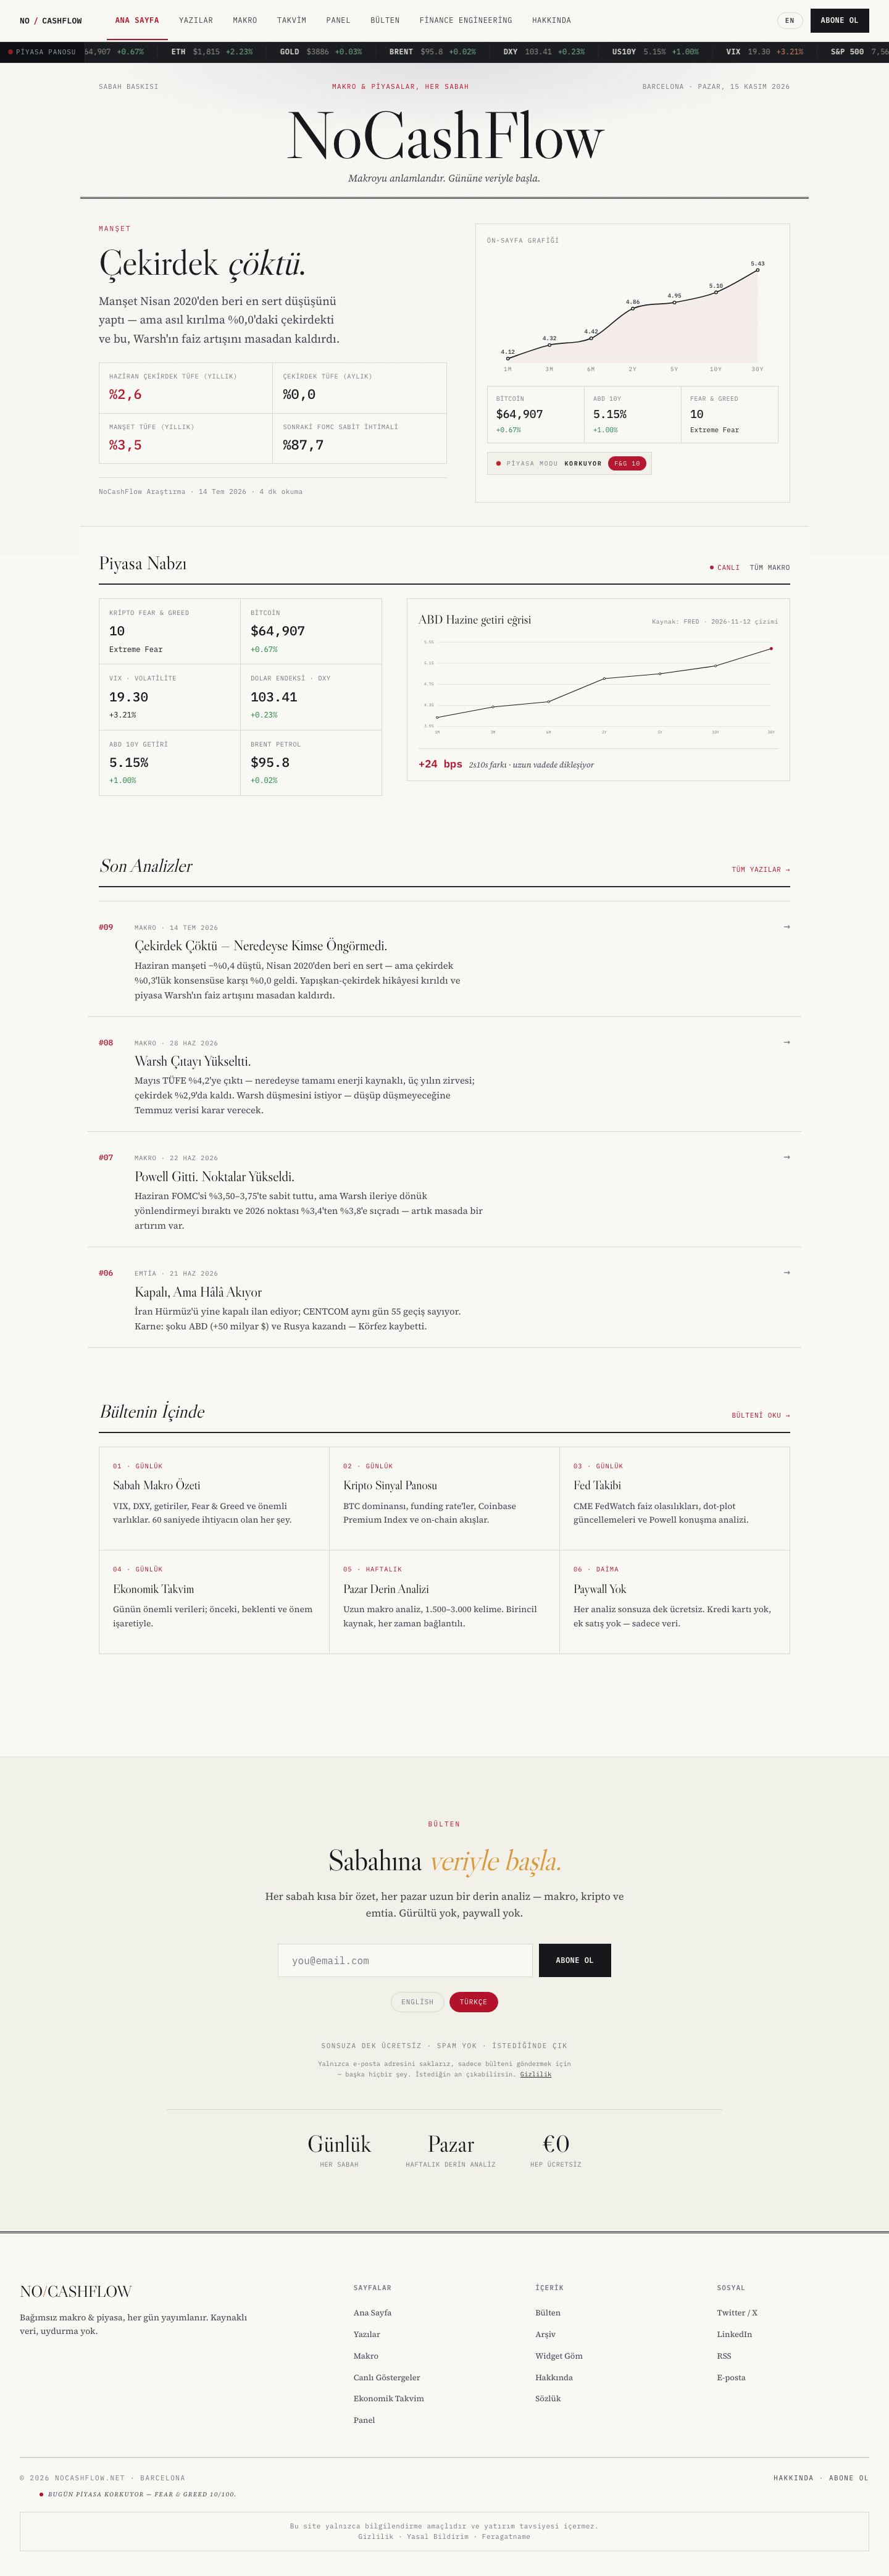 NO / CASHFLOW
ANA SAYFA YAZILAR MAKRO TAKVİM PANEL BÜLTEN FİNANCE ENGİNEERİNG HAKKINDA
EN
ABONE OL
PİYASA PANOSU 64,907 +0.67% ETH $1,815 +2.23% GOLD $3886 +0.03% BRENT $95.8 +0.02% DXY 103.41 +0.23% US10Y 5.15% +1.00% VIX 19.30 +3.21% S&P 500
SABAH BASKISI
MAKRO & PİYASALAR, HER SABAH
BARCELONA · PAZAR, 15 KASIM 2026
NoCashFlow
Makroyu anlamlandır. Gününe veriyle başla.
MANŞET
Çekirdek çöktü.
Manşet Nisan 2020'den beri en sert düşüşünü
yaptı — ama asıl kırılma %0,0'daki çekirdekti
ve bu, Warsh'ın faiz artışını masadan kaldırdı.
HAZİRAN ÇEKİRDEK TÜFE (YILLIK)
%2,6
ÇEKİRDEK TÜFE (AYLIK)
%0,0
MANŞET TÜFE (YILLIK)
%3,5
SONRAKİ FOMC SABİT İHTİMALİ
%87,7
NoCashFlow Araştırma · 14 Tem 2026 · 4 dk okuma
ÖN-SAYFA GRAFİĞİ
4.12 4.32 4.42 4.86 4.95 5.10 5.43
1M 3M 6M 2Y 5Y 10Y 30Y
BİTCOİN
$64,907
+0.67%
ABD 10Y
5.15%
+1.00%
FEAR & GREED
10
Extreme Fear
PİYASA MODU KORKUYOR F&G 10
Piyasa Nabzı
CANLI TÜM MAKRO
KRİPTO FEAR & GREED
10
Extreme Fear
BİTCOİN
$64,907
+0.67%
VIX · VOLATİLİTE
19.30
+3.21%
DOLAR ENDEKSİ · DXY
103.41
+0.23%
ABD 10Y GETİRİ
5.15%
+1.00%
BRENT PETROL
$95.8
+0.02%
ABD Hazine getiri eğrisi
Kaynak: FRED · 2026-11-12 çizimi
+24 bps 2s10s farkı · uzun vadede dikleşiyor
Son Analizler
TÜM YAZILAR →
#09 MAKRO · 14 TEM 2026 →
Çekirdek Çöktü — Neredeyse Kimse Öngörmedi.
Haziran manşeti −%0,4 düştü, Nisan 2020'den beri en sert — ama çekirdek
%0,3'lük konsensüse karşı %0,0 geldi. Yapışkan-çekirdek hikâyesi kırıldı ve
piyasa Warsh'ın faiz artışını masadan kaldırdı.
#08 MAKRO · 28 HAZ 2026 →
Warsh Çıtayı Yükseltti.
Mayıs TÜFE %4,2'ye çıktı — neredeyse tamamı enerji kaynaklı, üç yılın zirvesi;
çekirdek %2,9'da kaldı. Warsh düşmesini istiyor — düşüp düşmeyeceğine
Temmuz verisi karar verecek.
#07 MAKRO · 22 HAZ 2026 →
Powell Gitti. Noktalar Yükseldi.
Haziran FOMC'si %3,50–3,75'te sabit tuttu, ama Warsh ileriye dönük
yönlendirmeyi bıraktı ve 2026 noktası %3,4'ten %3,8'e sıçradı — artık masada bir
artırım var.
#06 EMTİA · 21 HAZ 2026 →
Kapalı, Ama Hâlâ Akıyor
İran Hürmüz'ü yine kapalı ilan ediyor; CENTCOM aynı gün 55 geçiş sayıyor.
Karne: şoku ABD (+50 milyar $) ve Rusya kazandı — Körfez kaybetti.
Bültenin İçinde
BÜLTENİ OKU →
01 · GÜNLÜK
Sabah Makro Özeti
VIX, DXY, getiriler, Fear & Greed ve önemli
varlıklar. 60 saniyede ihtiyacın olan her şey.
02 · GÜNLÜK
Kripto Sinyal Panosu
BTC dominansı, funding rate'ler, Coinbase
Premium Index ve on-chain akışlar.
03 · GÜNLÜK
Fed Takibi
CME FedWatch faiz olasılıkları, dot-plot
güncellemeleri ve Powell konuşma analizi.
04 · GÜNLÜK
Ekonomik Takvim
Günün önemli verileri; önceki, beklenti ve önem
işaretiyle.
05 · HAFTALIK
Pazar Derin Analizi
Uzun makro analiz, 1.500–3.000 kelime. Birincil
kaynak, her zaman bağlantılı.
06 · DAİMA
Paywall Yok
Her analiz sonsuza dek ücretsiz. Kredi kartı yok,
ek satış yok — sadece veri.
BÜLTEN
Sabahına veriyle başla.
Her sabah kısa bir özet, her pazar uzun bir derin analiz — makro, kripto ve
emtia. Gürültü yok, paywall yok.
you@email.com
ABONE OL
ENGLİSH TÜRKÇE
SONSUZA DEK ÜCRETSİZ · SPAM YOK · İSTEDİĞİNDE ÇIK
Yalnızca e-posta adresini saklarız, sadece bülteni göndermek için
— başka hiçbir şey. İstediğin an çıkabilirsin. Gizlilik
Günlük
HER SABAH
Pazar
HAFTALIK DERİN ANALİZ
€0
HEP ÜCRETSİZ
NO/CASHFLOW
Bağımsız makro & piyasa, her gün yayımlanır. Kaynaklı
veri, uydurma yok.
SAYFALAR
Ana Sayfa
Yazılar
Makro
Canlı Göstergeler
Ekonomik Takvim
Panel
İÇERİK
Bülten
Arşiv
Widget Göm
Hakkında
Sözlük
SOSYAL
Twitter / X
LinkedIn
RSS
E-posta
© 2026 NOCASHFLOW.NET · BARCELONA
HAKKINDA · ABONE OL
BUGÜN PİYASA KORKUYOR — FEAR & GREED 10/100.
Bu site yalnızca bilgilendirme amaçlıdır ve yatırım tavsiyesi içermez.
Gizlilik · Yasal Bildirim · Feragatname